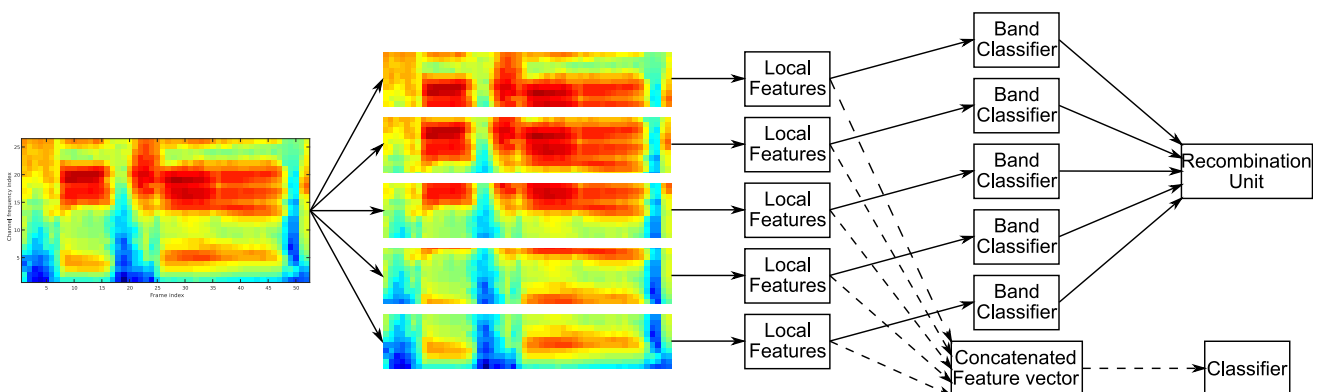 Channel frequency index
25
20
15
10
5
5
10
15
20
25
30
35
40
45
50
Frame index
Local
Features
Local
Features
Local
Features
Local
Features
Local
Features
Band
Classifier
Band
Classifier
Band
Classifier
Band
Classifier
Band
Classifier
Recombination
Unit
Concatenated
Feature vector
Classifier